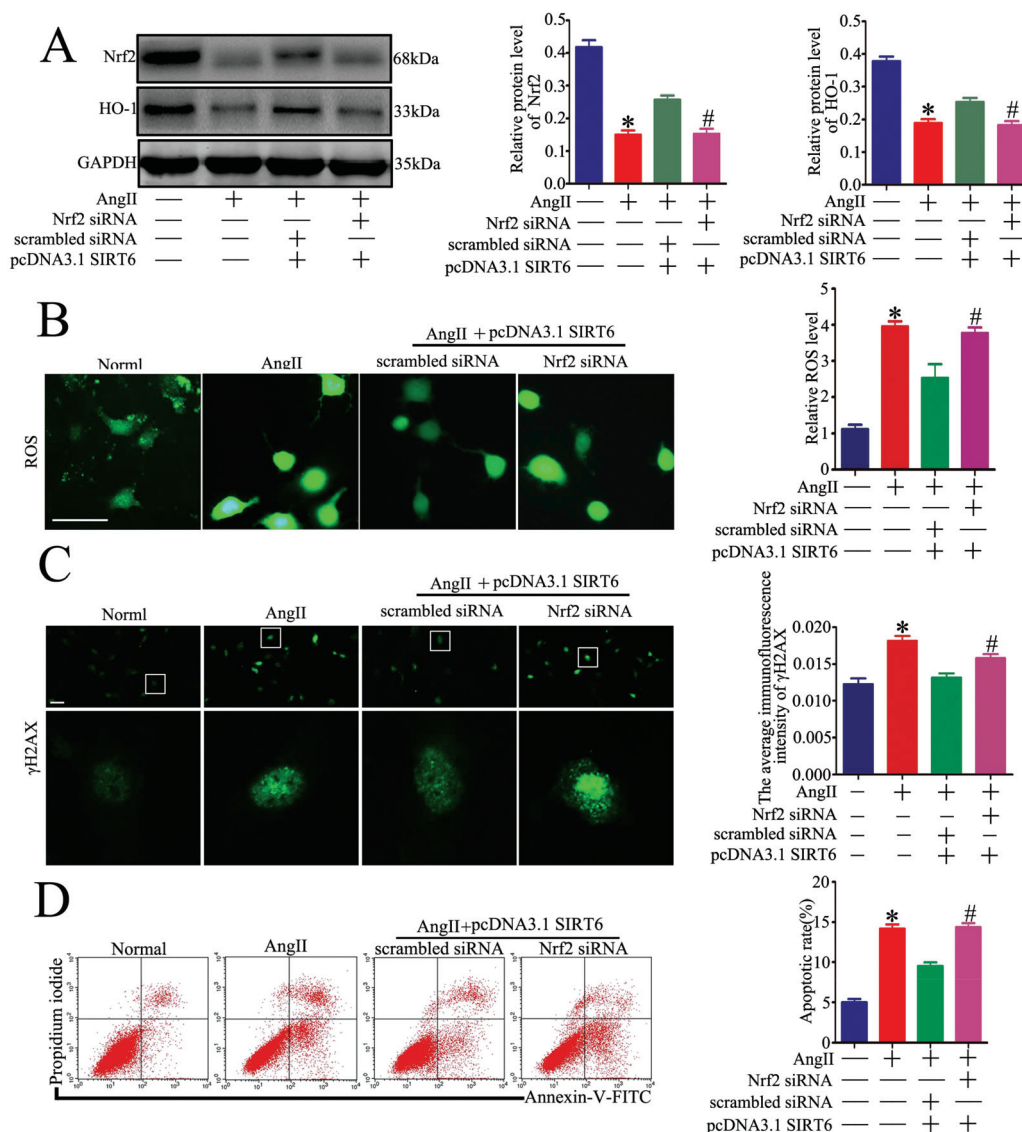 A
Nrf2
68kDa
HO-1
33kDa
GAPDH
35kDa
AngII — + + +
Nrf2 siRNA — — — +
scrambled siRNA — — + —
pcDNA3.1 SIRT6 — — + +
Relative protein level
of Nrf2
0.5
0.4
0.3
0.2
0.1
0.0
*
#
AngII — + + +
Nrf2 siRNA — — — +
scrambled siRNA — — + —
pcDNA3.1 SIRT6 — — + +
Relative protein level
of HO-1
0.4
0.3
0.2
0.1
0.0
*
#
AngII — + + +
Nrf2 siRNA — — — +
scrambled siRNA — — + —
pcDNA3.1 SIRT6 — — + +
B
AngII + pcDNA3.1 SIRT6
Norml AngII scrambled siRNA Nrf2 siRNA
ROS
Relative ROS level
5
4
3
2
1
0
*
#
AngII — + + +
Nrf2 siRNA — — — +
scrambled siRNA — — + —
pcDNA3.1 SIRT6 — — + +
C
AngII + pcDNA3.1 SIRT6
Norml AngII scrambled siRNA Nrf2 siRNA
γH2AX
The average immunofluorescence
intensity of γH2AX
0.020
0.015
0.010
0.005
0.000
*
#
AngII – + + +
Nrf2 siRNA – – – +
scrambled siRNA – – + –
pcDNA3.1 SIRT6 – – + +
D
AngII+pcDNA3.1 SIRT6
Normal AngII scrambled siRNA Nrf2 siRNA
Propidium iodide
Annexin-V-FITC
Apoptotic rate(%)
20
15
10
5
0
*
#
AngII — + + +
Nrf2 siRNA — — — +
scrambled siRNA — — + —
pcDNA3.1 SIRT6 — — + +